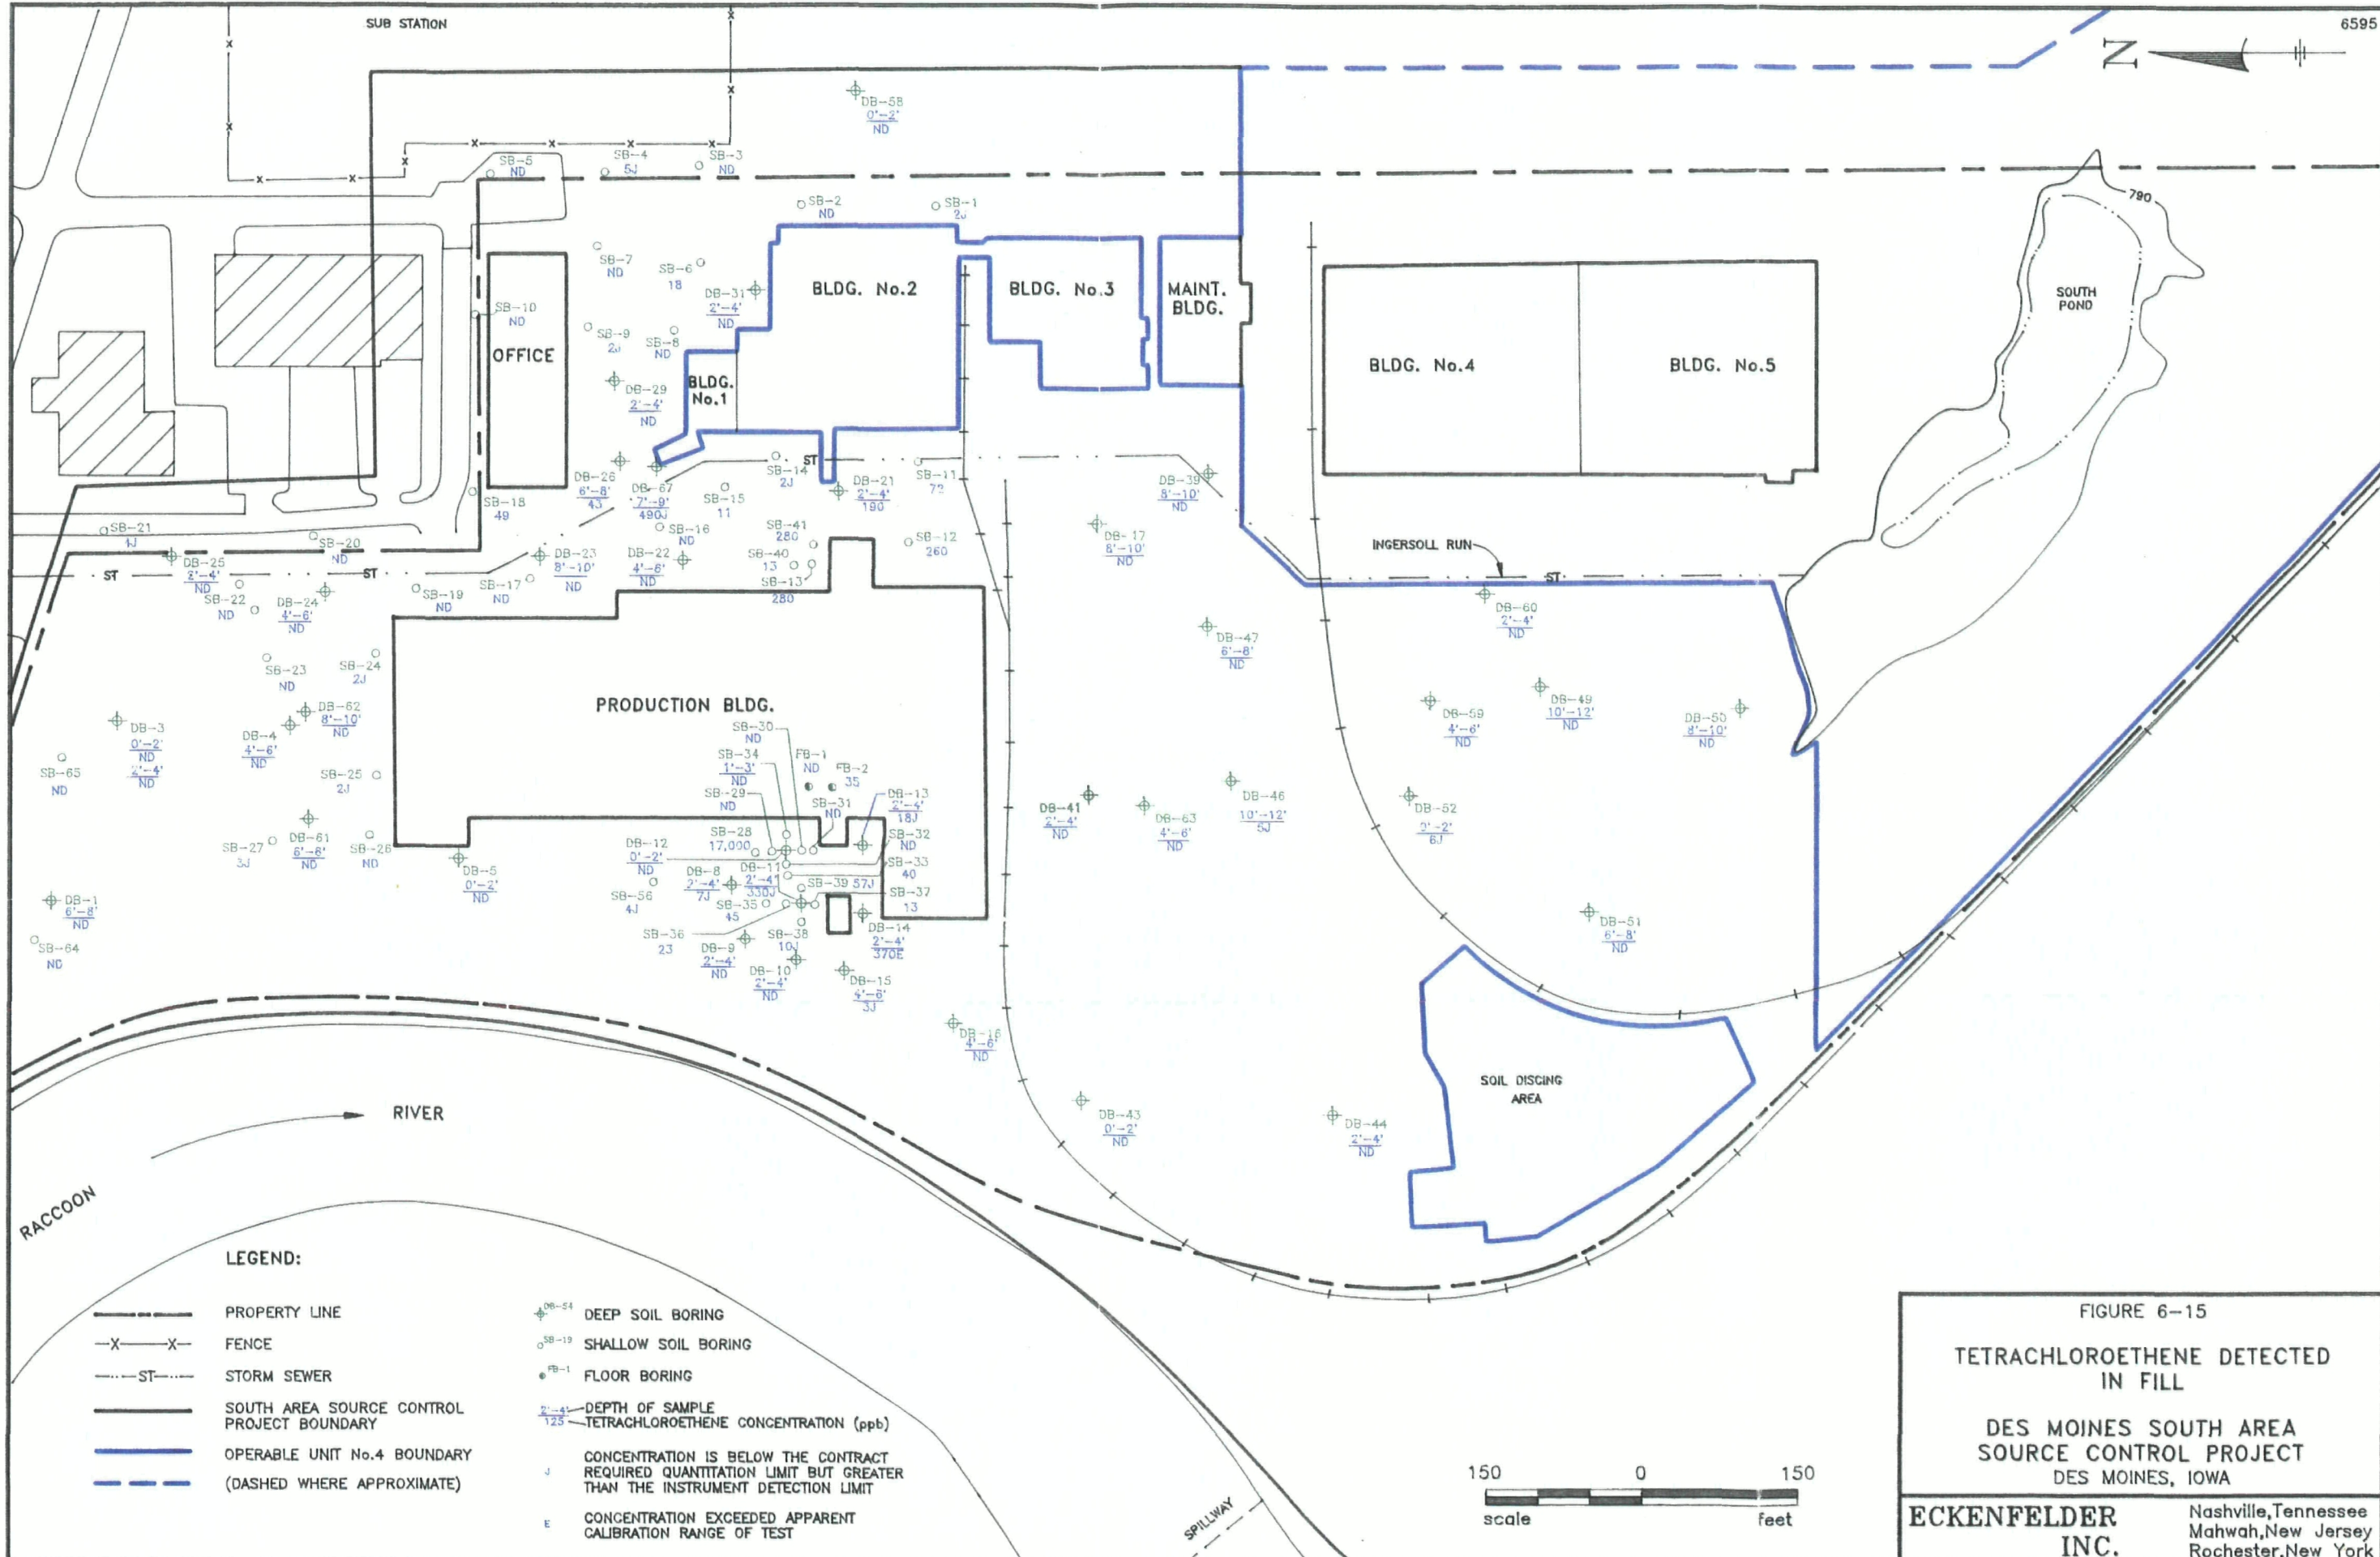 SUB STATION
6595
N
DB-58
0'-2'
ND
SB-5
ND
SB-4
5J
SB-3
ND
SB-2
ND
SB-1
2J
790
SB-7
ND
SB-6
18
DB-31
2'-4'
ND
BLDG. No.2
BLDG. No.3
MAINT.
BLDG.
SOUTH
POND
SB-10
ND
SB-9
2J
SB-8
ND
OFFICE
BLDG. No.4
BLDG. No.5
DB-29
2'-4'
ND
BLDG.
No.1
ST
DB-26
6'-8'
43
DB-67
7'-9'
490J
SB-14
2J
SB-15
11
DB-21
2'-4'
190
SB-11
72
DB-39
8'-10'
ND
SB-18
49
SB-21
SB-20
ND
SB-16
ND
SB-41
280
SB-12
260
DB-17
8'-10'
ND
INGERSOLL RUN
ST
ST
ST
DB-25
2'-4'
ND
DB-23
8'-10'
ND
DB-22
4'-6'
ND
SB-40
13
SB-13
280
SB-22
ND
DB-24
4'-6'
ND
SB-19
ND
SB-17
ND
DB-60
2'-4'
ND
DB-47
6'-8'
ND
SB-23
ND
SB-24
2J
PRODUCTION BLDG.
DB-3
0'-2'
ND
2'-4'
ND
DB-4
4'-6'
ND
DB-62
8'-10'
ND
DB-59
4'-6'
ND
DB-49
10'-12'
ND
DB-50
8'-10'
ND
SB-30
ND
SB-34
1'-3'
ND
FB-1
ND
FB-2
35
SB-65
ND
SB-25
2J
SB-29
ND
SB-31
ND
DB-13
2'-4'
18J
DB-41
2'-4'
ND
DB-63
4'-6'
ND
DB-46
10'-12'
5J
DB-52
0'-2'
6J
SB-27
3J
DB-61
6'-8'
ND
SB-26
ND
DB-5
0'-2'
ND
DB-12
0'-2'
ND
SB-28
17,000
SB-32
ND
SB-33
40
DB-8
2'-4'
7J
DB-11
2'-4'
330J
SB-39 57J
SB-37
13
SB-56
4J
SB-35
45
DB-1
6'-8'
ND
SB-64
ND
SB-36
23
SB-38
10J
DB-14
2'-4'
370E
DB-9
2'-4'
ND
DB-10
2'-4'
ND
DB-15
4'-6'
3J
DB-51
6'-8'
ND
DB-16
4'-6'
ND
DB-43
0'-2'
ND
DB-44
2'-4'
ND
SOIL DISCING
AREA
RACCOON
RIVER
SPILLWAY
LEGEND:
PROPERTY LINE
X X FENCE
ST STORM SEWER
SOUTH AREA SOURCE CONTROL
PROJECT BOUNDARY
OPERABLE UNIT No.4 BOUNDARY
(DASHED WHERE APPROXIMATE)
DB-54 DEEP SOIL BORING
SB-19 SHALLOW SOIL BORING
FB-1 FLOOR BORING
2'-4' DEPTH OF SAMPLE
125 TETRACHLOROETHENE CONCENTRATION (ppb)
CONCENTRATION IS BELOW THE CONTRACT
J REQUIRED QUANTITATION LIMIT BUT GREATER
THAN THE INSTRUMENT DETECTION LIMIT
E CONCENTRATION EXCEEDED APPARENT
CALIBRATION RANGE OF TEST
150 0 150
scale feet
FIGURE 6-15
TETRACHLOROETHENE DETECTED
IN FILL
DES MOINES SOUTH AREA
SOURCE CONTROL PROJECT
DES MOINES, IOWA
ECKENFELDER
INC.
Nashville,Tennessee
Mahwah,New Jersey
Rochester,New York